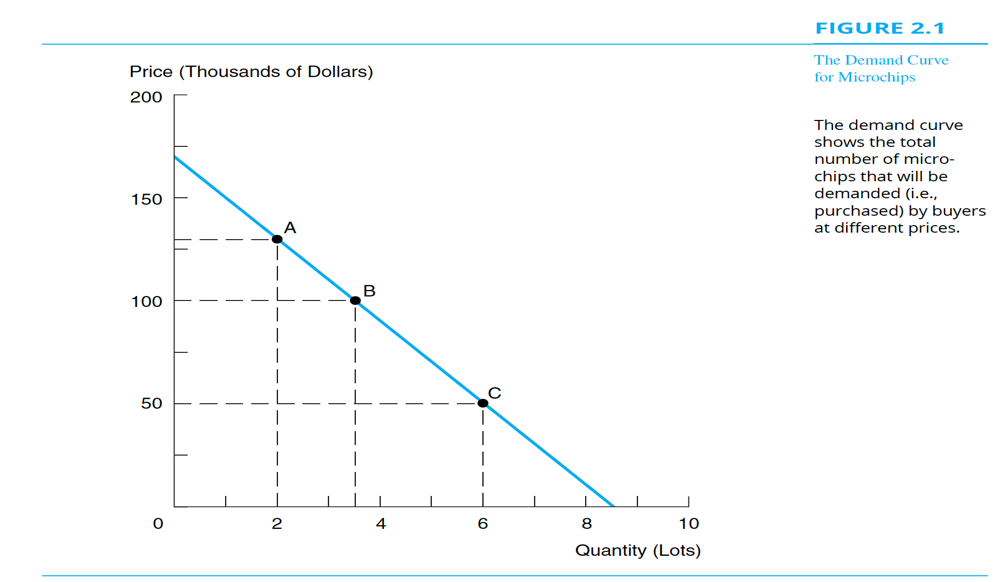 FIGURE 2.1
The Demand Curve
for Microchips
The demand curve
shows the total
number of micro-
chips that will be
demanded (i.e.,
purchased) by buyers
at different prices.
Price (Thousands of Dollars)
200
150
100
50
A
B
C
0 2 4 6 8 10
Quantity (Lots)